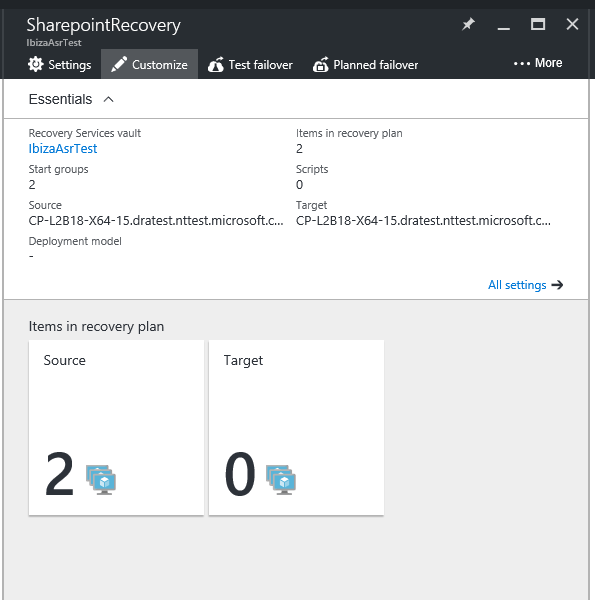 SharepointRecovery
IbizaAsrTest
Settings Customize Test failover Planned failover ••• More
Essentials
Recovery Services vault Items in recovery plan
IbizaAsrTest 2
Start groups Scripts
2 0
Source Target
CP-L2B18-X64-15.dratest.nttest.microsoft.c... CP-L2B18-X64-15.dratest.nttest.microsoft.c...
Deployment model
-
All settings
Items in recovery plan
Source Target
2 0